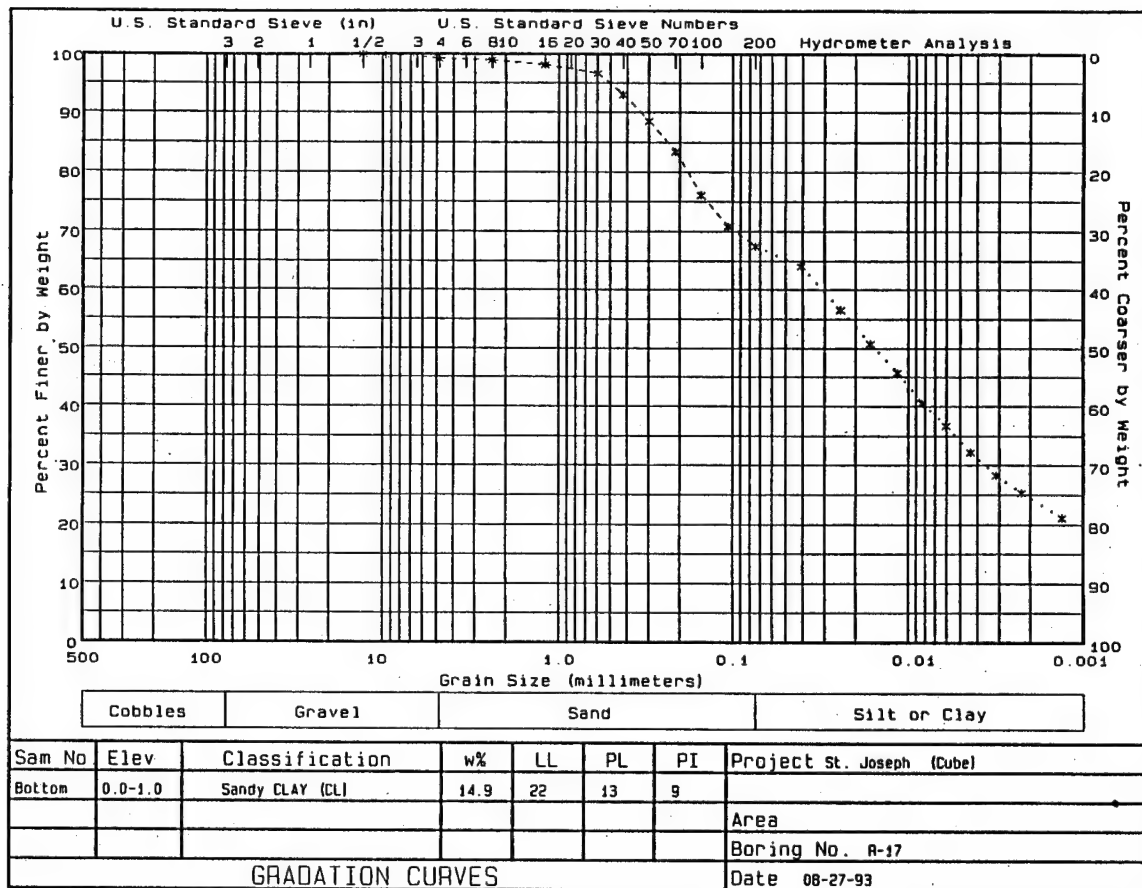 U.S. Standard Sieve (in) U.S. Standard Sieve Numbers
3 2 1 1/2 3 4 6 8 10 16 20 30 40 50 70 100 200 Hydrometer Analysis
100 0
90 10
80 20
70 30
60 40
50 50
40 60
30 70
20 80
10 90
0 100
Percent Finer by Weight
Percent Coarser by Weight
500 100 10 1.0 0.1 0.01 0.001
Grain Size (millimeters)
Cobbles Gravel Sand Silt or Clay
Sam No Elev Classification w% LL PL PI Project St. Joseph (Cube)
Bottom 0.0-1.0 Sandy CLAY (CL) 14.9 22 13 9
Area
Boring No. A-17
GRADATION CURVES Date 08-27-93